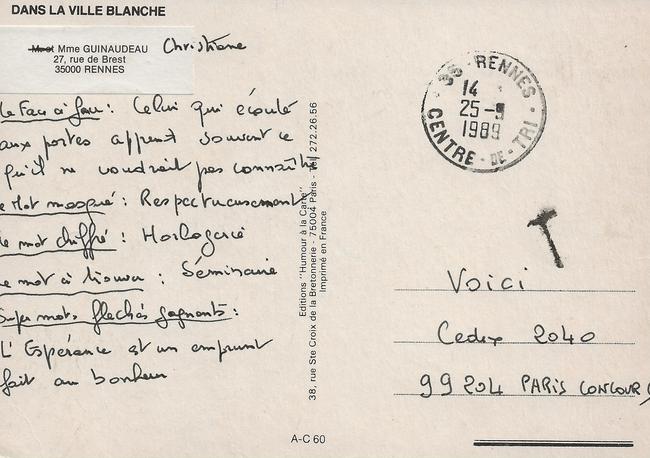 DANS LA VILLE BLANCHE
M et Mme GUINAUDEAU Christiane
27, rue de Brest
35000 RENNES
Le Face à face : Celui qui écoute
aux portes apprend souvent ce
qu'il ne voudrait pas connaître
Le Mot masqué : Respectueusement
Le mot chiffré : Horlogerie
Le mot à trouver : Séminaire
Super mots fléchés gagnants :
L'Espérance est un emprunt
fait au bonheur
Editions "Humour à la Carte"
38, rue Ste Croix de la Bretonnerie - 75004 Paris - Tél. 272.26.56
Imprimé en France
A-C 60
35 - RENNES
14
25-9
1989
CENTRE-DE-TRI
T
Voici
Cedex 2040
99204 PARIS CONCOURS